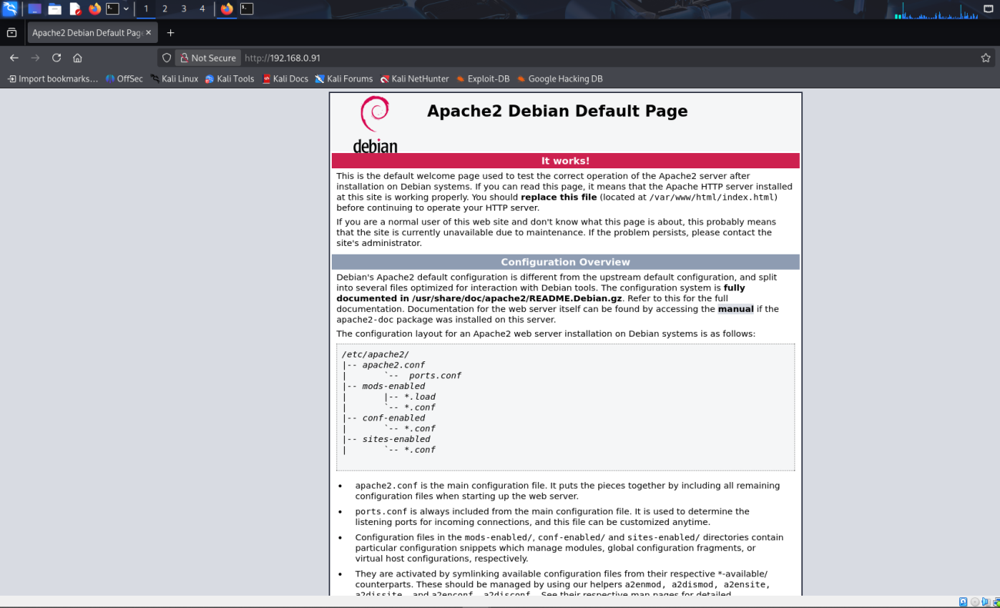 1 2 3 4
Apache2 Debian Default Page
Not Secure http://192.168.0.91
Import bookmarks... OffSec Kali Linux Kali Tools Kali Docs Kali Forums Kali NetHunter Exploit-DB Google Hacking DB
debian
Apache2 Debian Default Page
It works!
This is the default welcome page used to test the correct operation of the Apache2 server after
installation on Debian systems. If you can read this page, it means that the Apache HTTP server installed
at this site is working properly. You should replace this file (located at /var/www/html/index.html)
before continuing to operate your HTTP server.
If you are a normal user of this web site and don't know what this page is about, this probably means
that the site is currently unavailable due to maintenance. If the problem persists, please contact the
site's administrator.
Configuration Overview
Debian's Apache2 default configuration is different from the upstream default configuration, and split
into several files optimized for interaction with Debian tools. The configuration system is fully
documented in /usr/share/doc/apache2/README.Debian.gz. Refer to this for the full
documentation. Documentation for the web server itself can be found by accessing the manual if the
apache2-doc package was installed on this server.
The configuration layout for an Apache2 web server installation on Debian systems is as follows:
/etc/apache2/
|-- apache2.conf
|       `--  ports.conf
|-- mods-enabled
|       |-- *.load
|       `-- *.conf
|-- conf-enabled
|       `-- *.conf
|-- sites-enabled
|       `-- *.conf
• apache2.conf is the main configuration file. It puts the pieces together by including all remaining
configuration files when starting up the web server.
• ports.conf is always included from the main configuration file. It is used to determine the
listening ports for incoming connections, and this file can be customized anytime.
• Configuration files in the mods-enabled/, conf-enabled/ and sites-enabled/ directories contain
particular configuration snippets which manage modules, global configuration fragments, or
virtual host configurations, respectively.
• They are activated by symlinking available configuration files from their respective *-available/
counterparts. These should be managed by using our helpers a2enmod, a2dismod, a2ensite,
a2dissite, and a2enconf, a2disconf . See their respective man pages for detailed